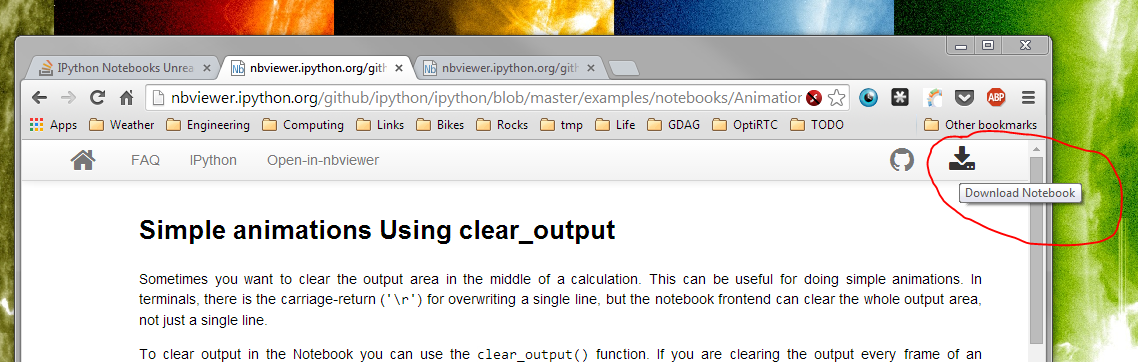 IPython Notebooks Unrea
nbviewer.ipython.org/gith
nbviewer.ipython.org/gith
nbviewer.ipython.org/github/ipython/ipython/blob/master/examples/notebooks/Animation
ABP
Apps Weather Engineering Computing Links Bikes Rocks tmp Life GDAG OptiRTC TODO Other bookmarks
FAQ IPython Open-in-nbviewer
Download Notebook
Simple animations Using clear_output
Sometimes you want to clear the output area in the middle of a calculation. This can be useful for doing simple animations. In
terminals, there is the carriage-return ('\r') for overwriting a single line, but the notebook frontend can clear the whole output area,
not just a single line.
To clear output in the Notebook you can use the clear_output() function. If you are clearing the output every frame of an